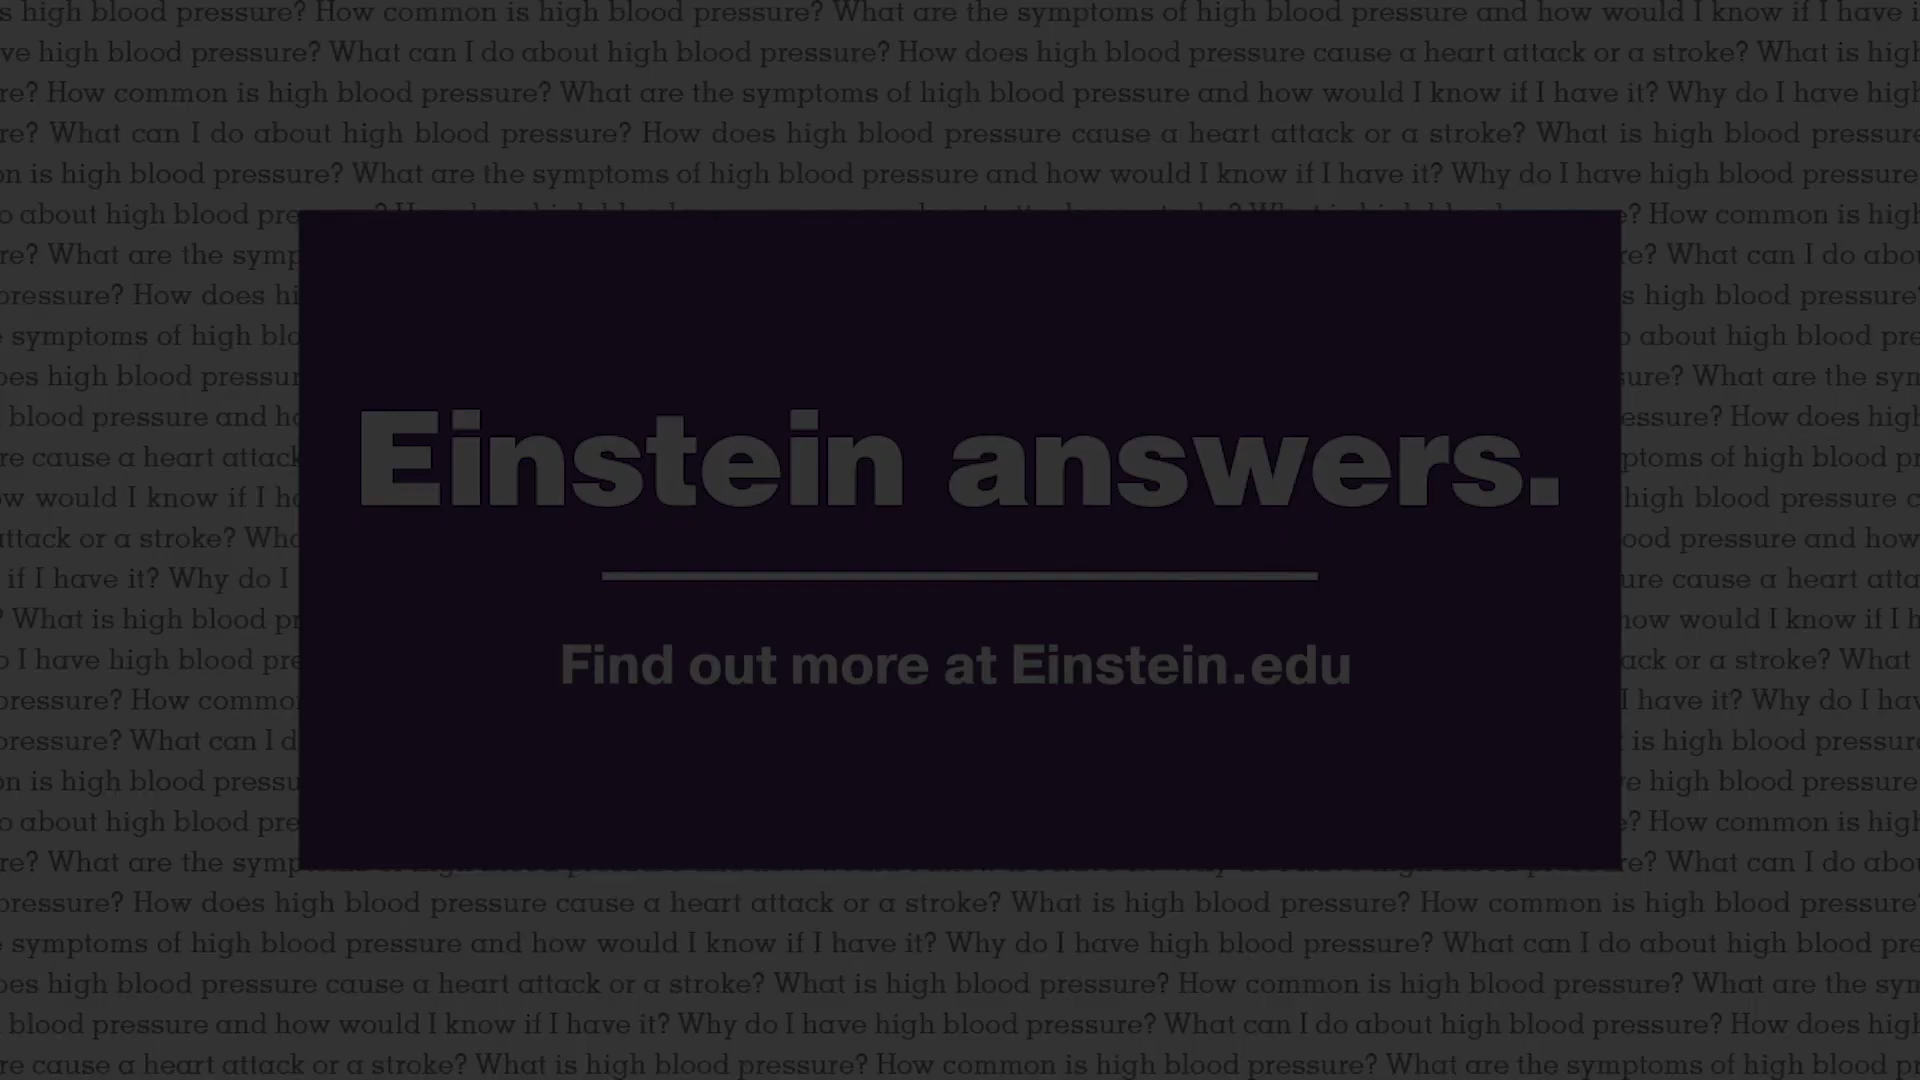 s high blood pressure? How common is high blood pressure? What are the symptoms of high blood pressure and how would I know if I have i
ve high blood pressure? What can I do about high blood pressure? How does high blood pressure cause a heart attack or a stroke? What is high
re? How common is high blood pressure? What are the symptoms of high blood pressure and how would I know if I have it? Why do I have high
re? What can I do about high blood pressure? How does high blood pressure cause a heart attack or a stroke? What is high blood pressure
on is high blood pressure? What are the symptoms of high blood pressure and how would I know if I have it? Why do I have high blood pressure
o about high blood pre e? How common is high
re? What are the symp re? What can I do abou
pressure? How does hi s high blood pressure?
symptoms of high blo o about high blood pre
oes high blood pressur sure? What are the sym
blood pressure and ho essure? How does high
Einstein answers.
re cause a heart attack ptoms of high blood pr
ow would I know if I ha high blood pressure c
attack or a stroke? Wha ood pressure and how
if I have it? Why do I ure cause a heart atta
? What is high blood pr how would I know if I h
Find out more at Einstein.edu
o I have high blood pre ack or a stroke? What
pressure? How common I have it? Why do I hav
pressure? What can I d is high blood pressure
on is high blood pressu ve high blood pressure
o about high blood pre e? How common is high
re? What are the symp re? What can I do abou
pressure? How does high blood pressure cause a heart attack or a stroke? What is high blood pressure? How common is high blood pressure?
symptoms of high blood pressure and how would I know if I have it? Why do I have high blood pressure? What can I do about high blood pre
oes high blood pressure cause a heart attack or a stroke? What is high blood pressure? How common is high blood pressure? What are the sym
blood pressure and how would I know if I have it? Why do I have high blood pressure? What can I do about high blood pressure? How does high
re cause a heart attack or a stroke? What is high blood pressure? How common is high blood pressure? What are the symptoms of high blood pr